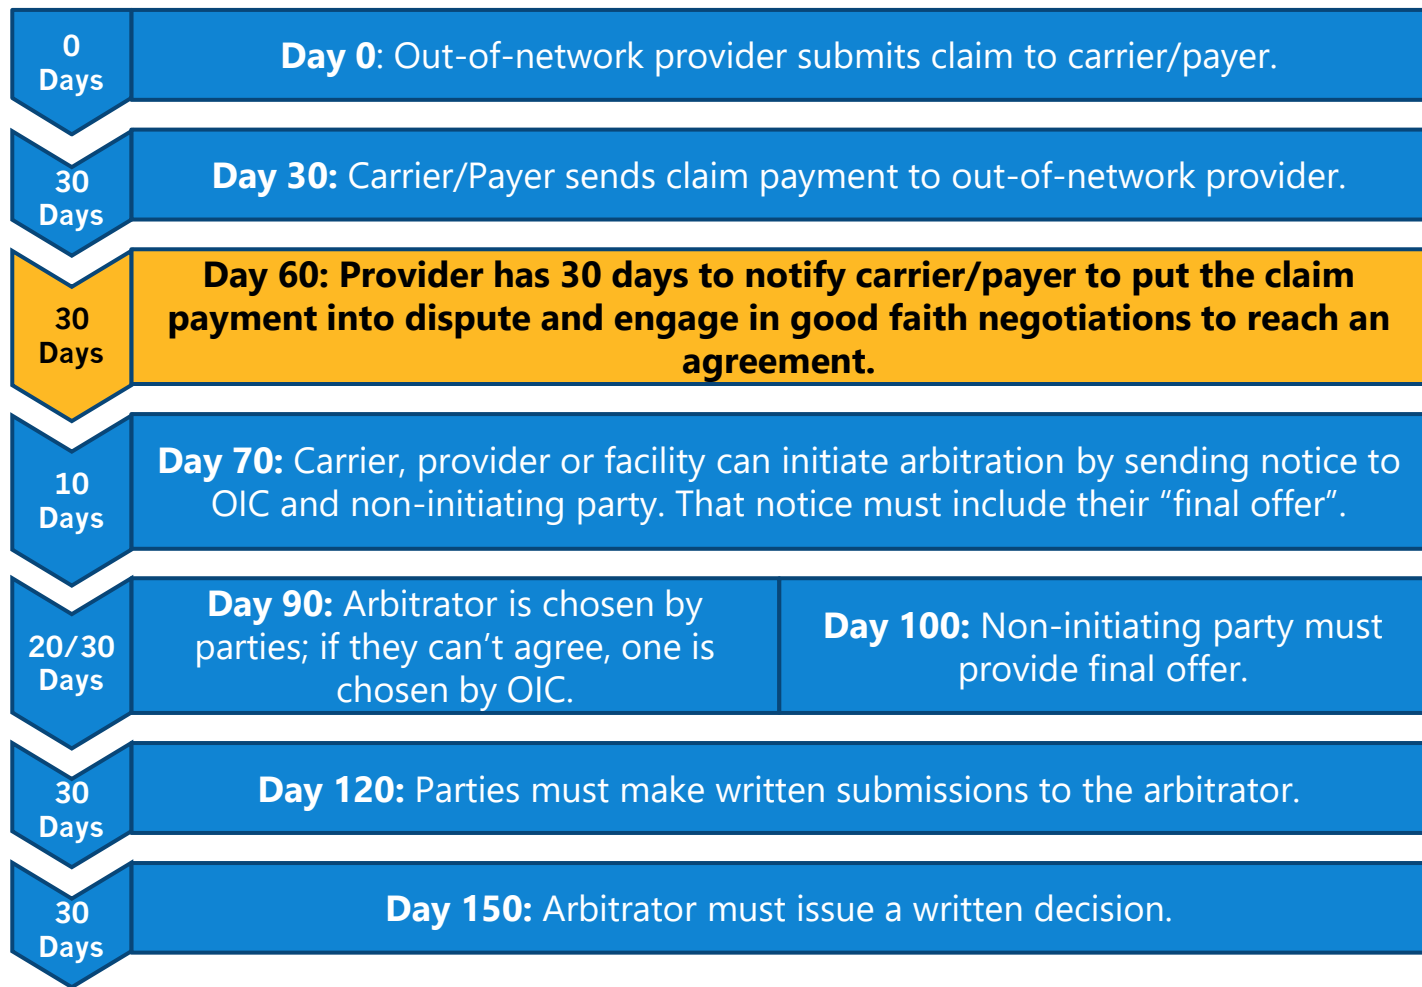 0
Days
Day 0: Out-of-network provider submits claim to carrier/payer.
30
Days
Day 30: Carrier/Payer sends claim payment to out-of-network provider.
30
Days
Day 60: Provider has 30 days to notify carrier/payer to put the claim
payment into dispute and engage in good faith negotiations to reach an
agreement.
10
Days
Day 70: Carrier, provider or facility can initiate arbitration by sending notice to
OIC and non-initiating party. That notice must include their “final offer”.
20/30
Days
Day 90: Arbitrator is chosen by
parties; if they can’t agree, one is
chosen by OIC.
Day 100: Non-initiating party must
provide final offer.
30
Days
Day 120: Parties must make written submissions to the arbitrator.
30
Days
Day 150: Arbitrator must issue a written decision.